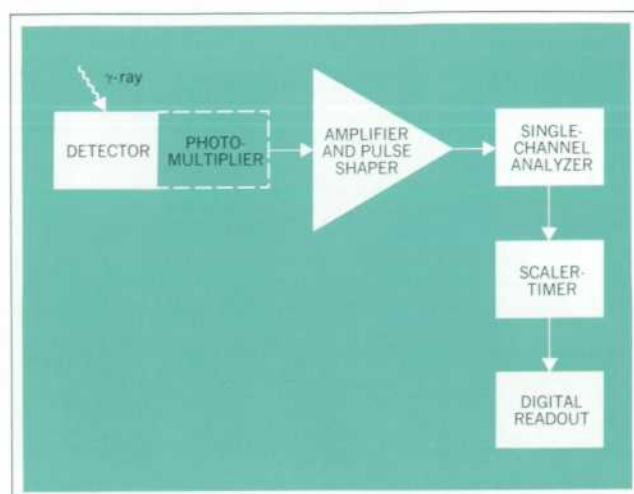 γ-ray
DETECTOR
PHOTO-
MULTIPLIER
AMPLIFIER
AND PULSE
SHAPER
SINGLE-
CHANNEL
ANALYZER
SCALER-
TIMER
DIGITAL
READOUT